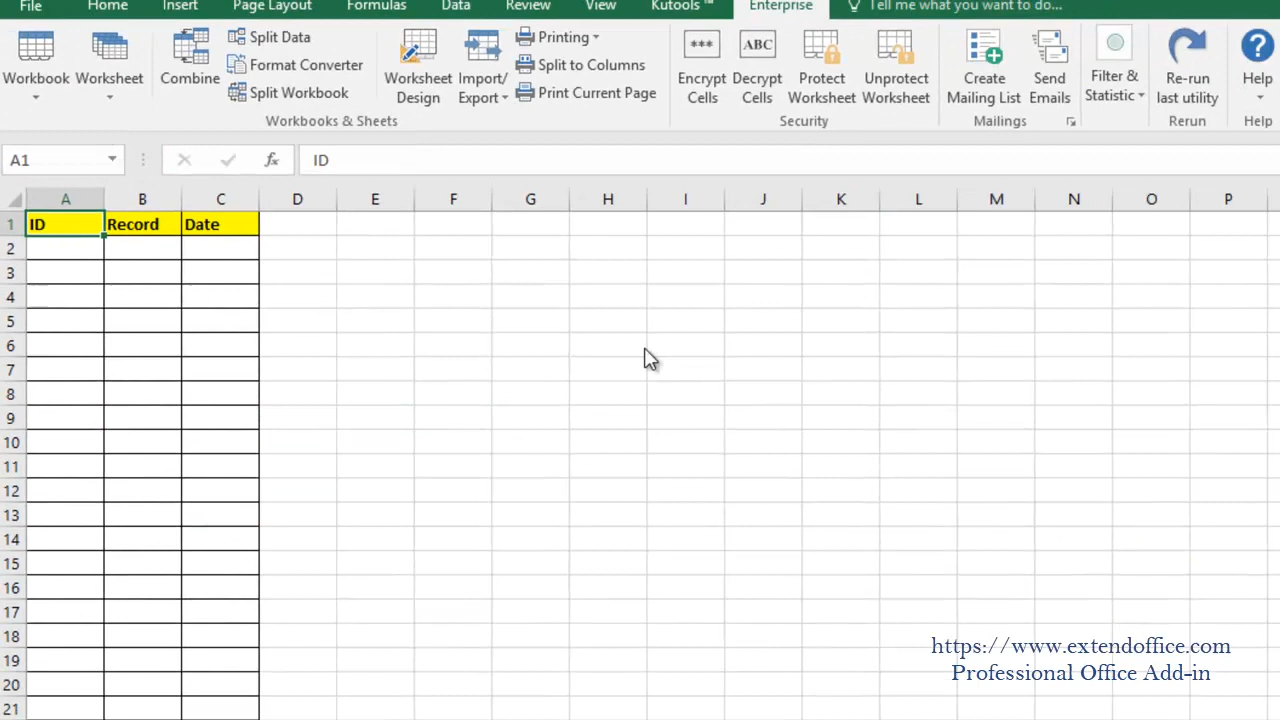 File Home Insert Page Layout Formulas Data Review View Kutools ™ Enterprise Tell me what you want to do...
Workbook
Worksheet
Combine
Split Data
Format Converter
Split Workbook
Worksheet Design
Import/ Export
Printing
Split to Columns
Print Current Page
Workbooks & Sheets
*** Encrypt Cells
ABC Decrypt Cells
Protect Worksheet
Unprotect Worksheet
Security
Create Mailing List
Send Emails
Mailings
Filter & Statistic
Re-run last utility
Rerun
? Help
Help
A1 fx ID
A B C D E F G H I J K L M N O P
1 ID Record Date
2
3
4
5
6
7
8
9
10
11
12
13
14
15
16
17
18
19
20
21
https://www.extendoffice.com
Professional Office Add-in